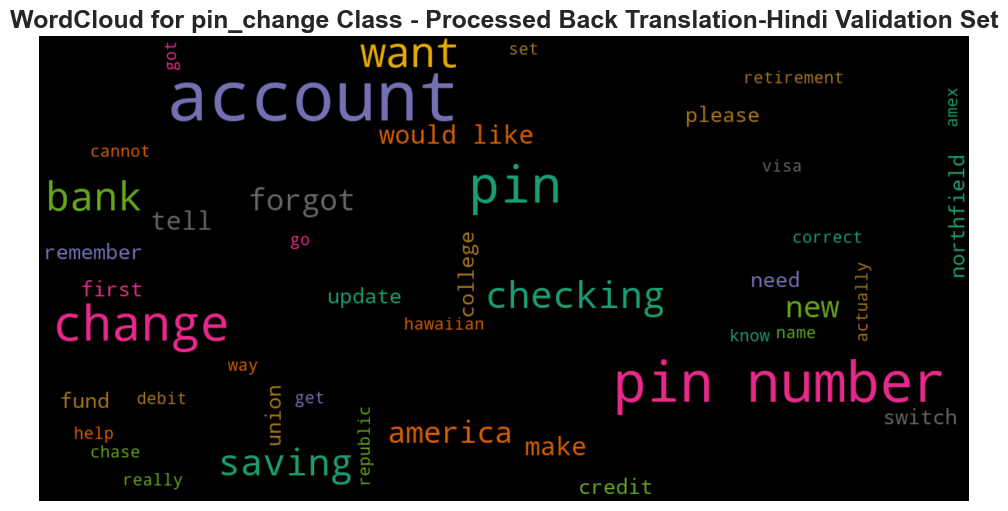 WordCloud for pin_change Class - Processed Back Translation-Hindi Validation Set
got
want
set
account
retirement
amex
please
would like
cannot
visa
pin
bank
forgot
northfield
tell
go
correct
remember
college
need
actually
first
update
checking
new
change
hawaiian
know
name
way
pin number
fund
debit
union
get
switch
help
republic
america
make
chase
saving
really
credit